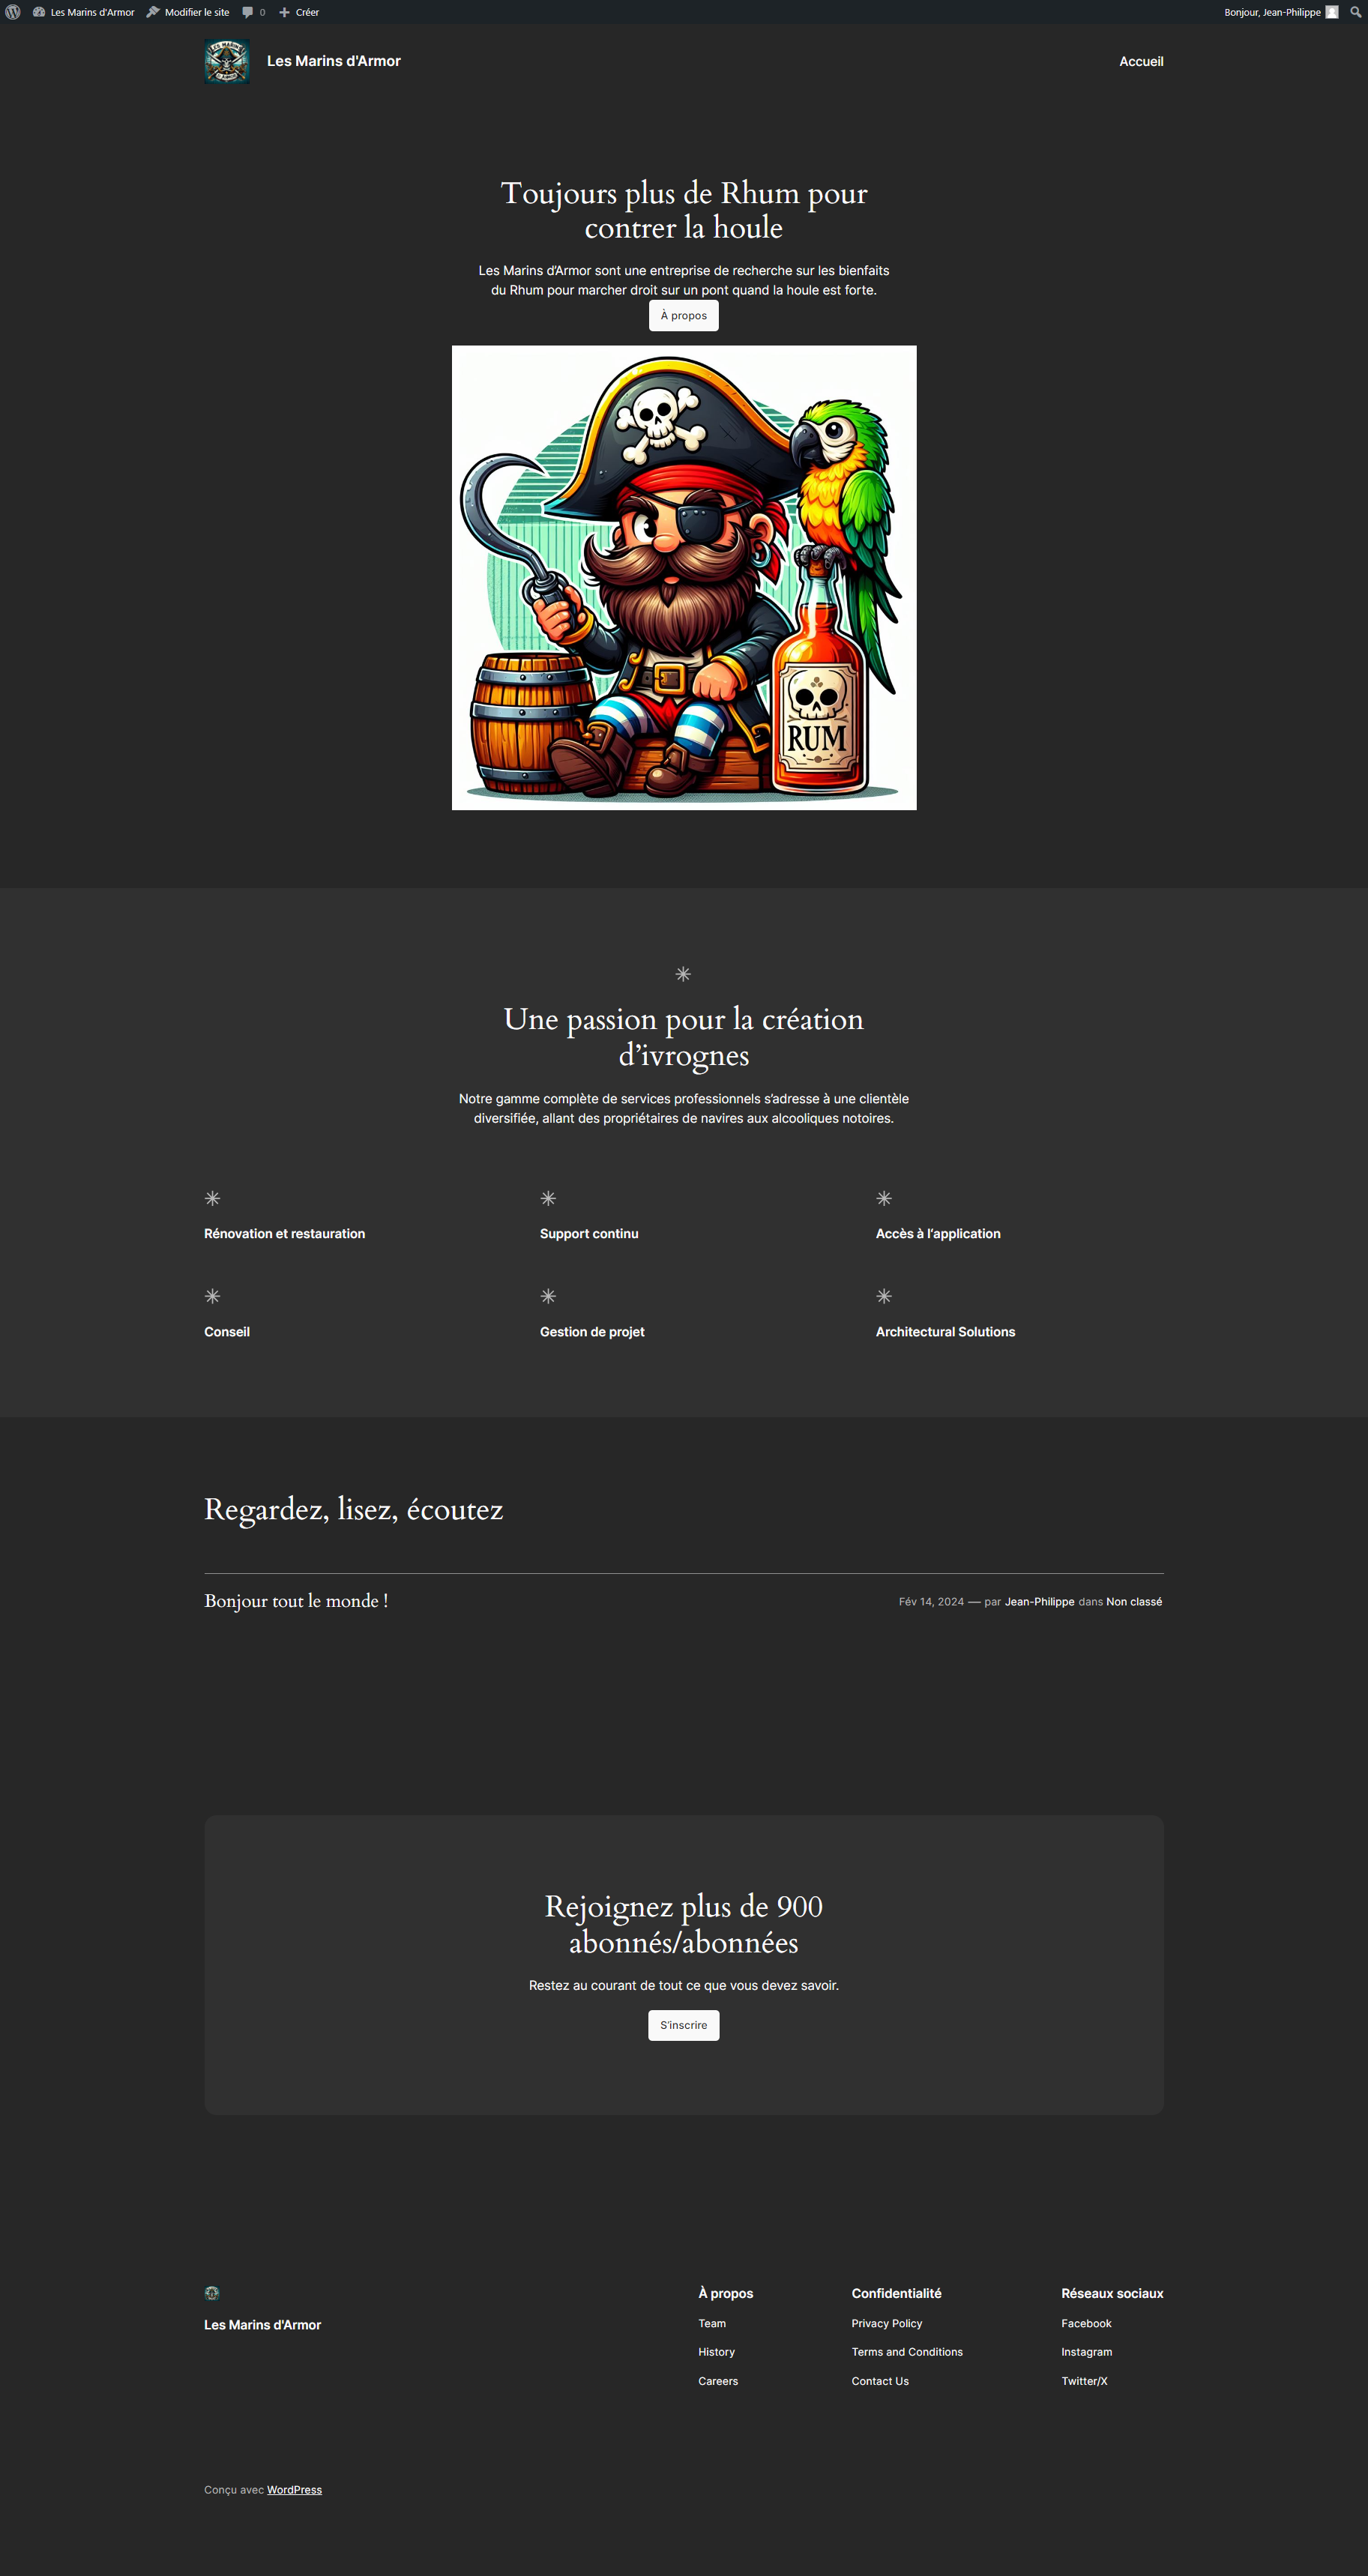 Les Marins d'Armor Modifier le site 0 Créer Bonjour, Jean-Philippe
Les Marins d'Armor Accueil
Toujours plus de Rhum pour
contrer la houle
Les Marins d'Armor sont une entreprise de recherche sur les bienfaits
du Rhum pour marcher droit sur un pont quand la houle est forte.
À propos
RUM
Une passion pour la création
d’ivrognes
Notre gamme complète de services professionnels s’adresse à une clientèle
diversifiée, allant des propriétaires de navires aux alcooliques notoires.
Rénovation et restauration Support continu Accès à l’application
Conseil Gestion de projet Architectural Solutions
Regardez, lisez, écoutez
Bonjour tout le monde ! Fév 14, 2024 — par Jean-Philippe dans Non classé
Rejoignez plus de 900
abonnés/abonnées
Restez au courant de tout ce que vous devez savoir.
S’inscrire
À propos Confidentialité Réseaux sociaux
Les Marins d'Armor Team Privacy Policy Facebook
History Terms and Conditions Instagram
Careers Contact Us Twitter/X
Conçu avec WordPress